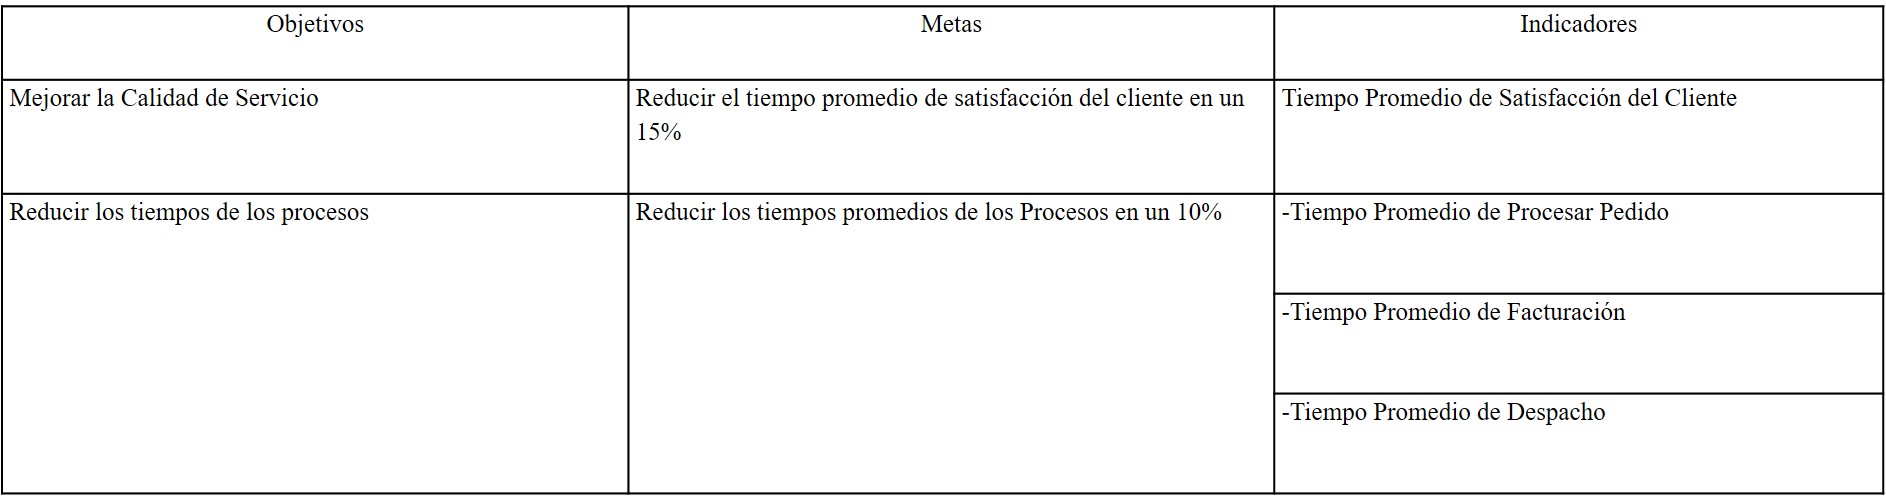 Objetivos
Metas
Indicadores
Mejorar la Calidad de Servicio
Reducir el tiempo promedio de satisfacción del cliente en un
15%
Tiempo Promedio de Satisfacción del Cliente
Reducir los tiempos de los procesos
Reducir los tiempos promedios de los Procesos en un 10%
-Tiempo Promedio de Procesar Pedido
-Tiempo Promedio de Facturación
-Tiempo Promedio de Despacho